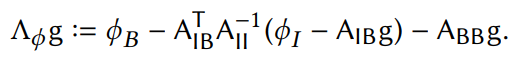 Λ_ϕ g := ϕ_B − A_{IB}^T A_{II}^{−1}(ϕ_I − A_{IB}g) − A_{BB}g.